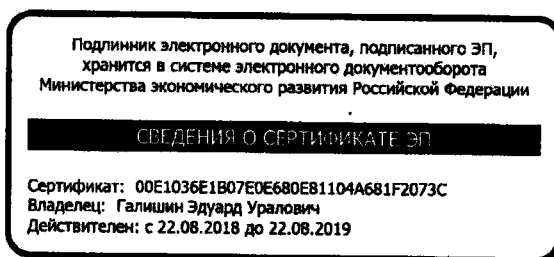 Подлинник электронного документа, подписанного ЭП,
хранится в системе электронного документооборота
Министерства экономического развития Российской Федерации
СВЕДЕНИЯ О СЕРТИФИКАТЕ ЭП
Сертификат: 00E1036E1B07E0E680E81104A681F2073C
Владелец: Галишин Эдуард Уралович
Действителен: с 22.08.2018 до 22.08.2019